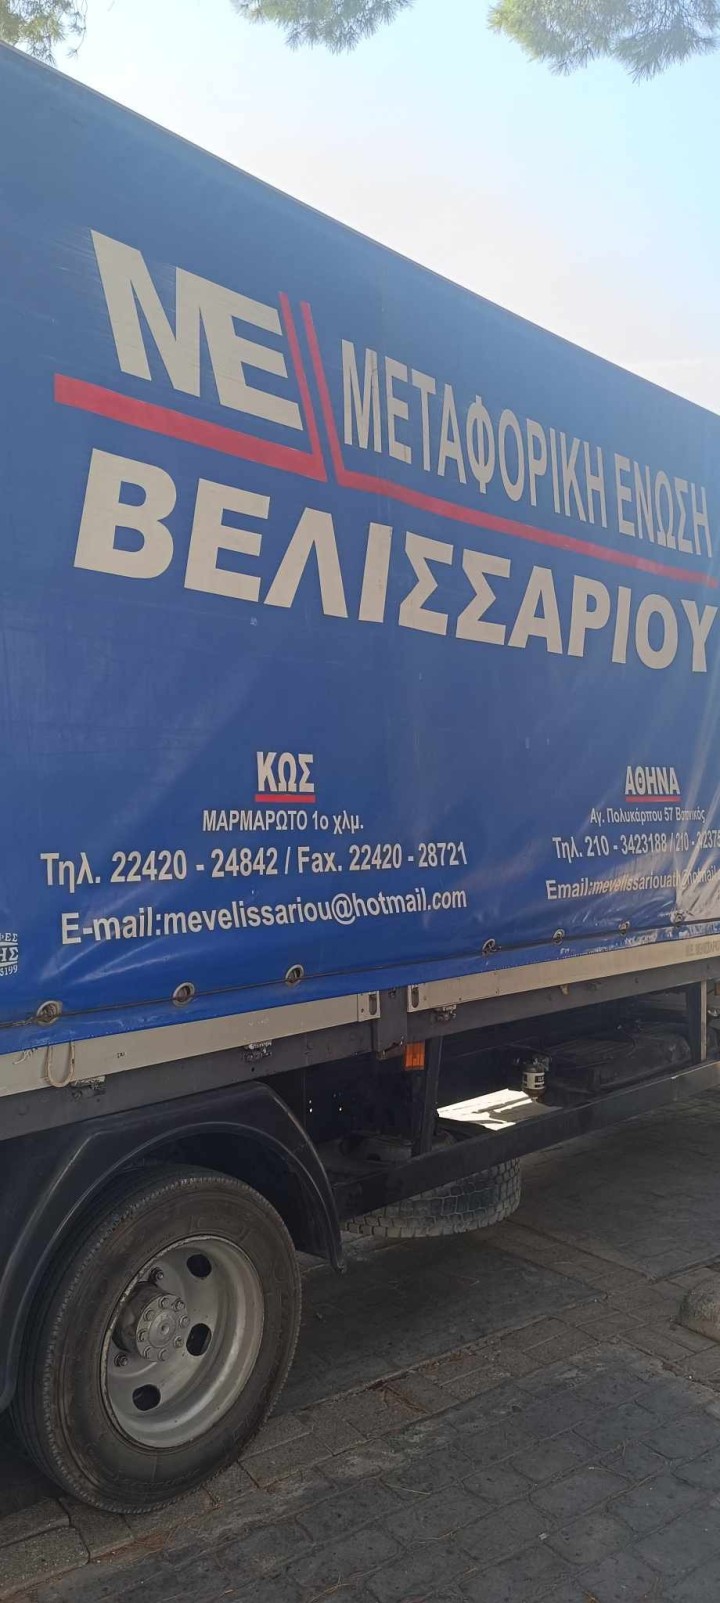 ΜΕ ΜΕΤΑΦΟΡΙΚΗ ΕΝΩΣΗ
ΒΕΛΙΣΣΑΡΙΟΥ
ΚΩΣ
ΜΑΡΜΑΡΩΤΟ 1ο χλμ.
Τηλ. 22420 - 24842 / Fax. 22420 - 28721
E-mail:mevelissariou@hotmail.com
ΑΘΗΝΑ
Αγ. Πολυκάρπου 57 Βοτανικός
Τηλ. 210 - 3423188 / 210 -
Email: